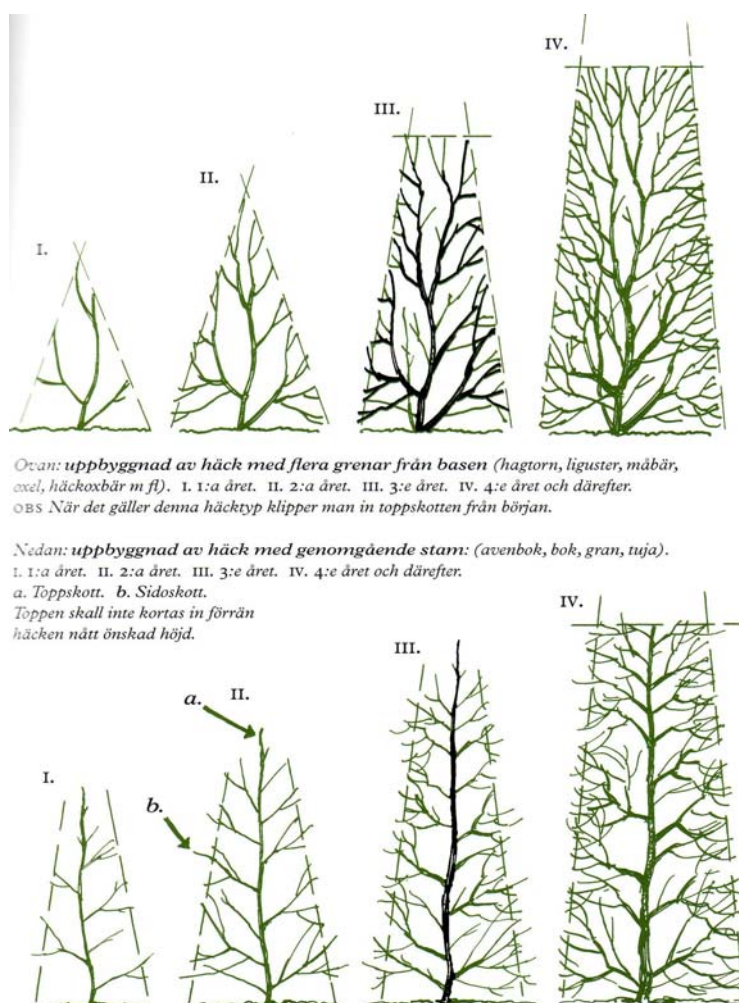 IV.
III.
II.
I.
Ovan: uppbyggnad av häck med flera grenar från basen (hagtorn, liguster, måbär,
oxel, häckoxbär m fl). I. 1:a året. II. 2:a året. III. 3:e året. IV. 4:e året och därefter.
OBS När det gäller denna häcktyp klipper man in toppskotten från början.
Nedan: uppbyggnad av häck med genomgående stam: (avenbok, bok, gran, tuja).
I. 1:a året. II. 2:a året. III. 3:e året. IV. 4:e året och därefter.
a. Toppskott. b. Sidoskott.
Toppen skall inte kortas in förrän
häcken nått önskad höjd.
IV.
III.
a. II.
I.
b.